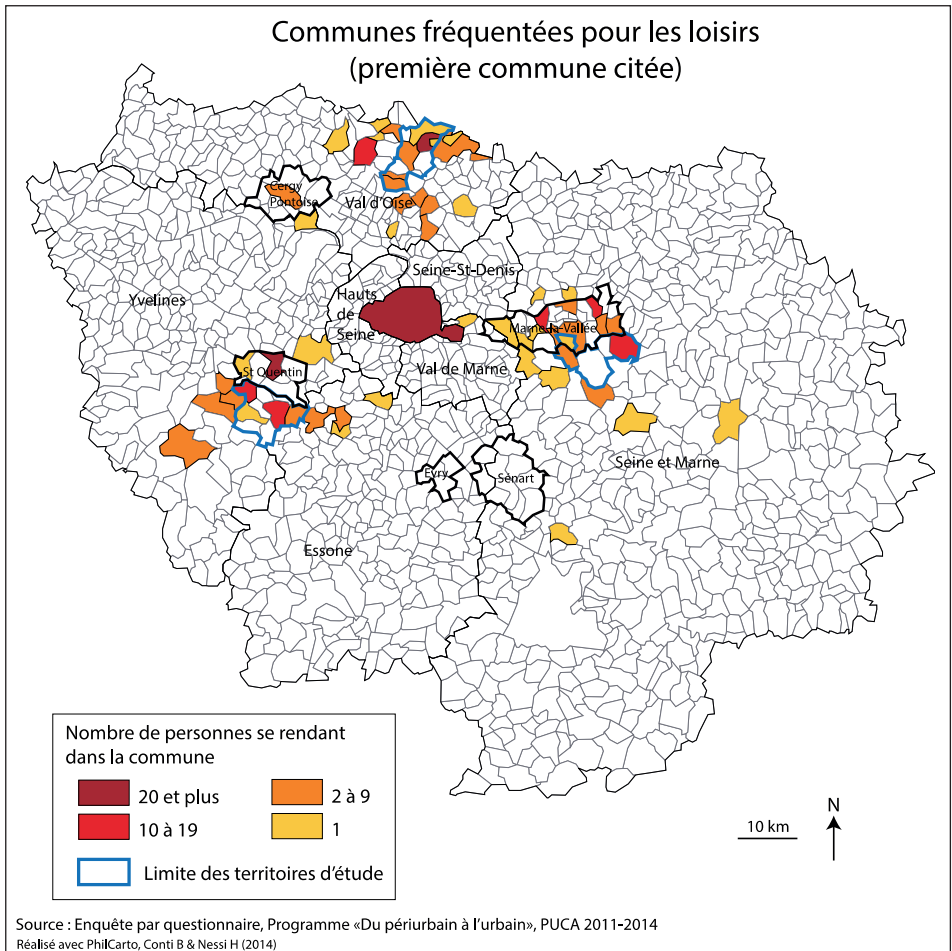 Communes fréquentées pour les loisirs
(première commune citée)
Cergy
Pontoise
Val d'Oise
Seine-St-Denis
Yvelines
Hauts
de
Seine
Marne-la-Vallée
St Quentin
Val de Marne
Seine et Marne
Evry
Sénart
Essone
Nombre de personnes se rendant
dans la commune
20 et plus
2 à 9
10 à 19
1
Limite des territoires d'étude
N
10 km
Source : Enquête par questionnaire, Programme «Du périurbain à l'urbain», PUCA 2011-2014
Réalisé avec PhilCarto, Conti B & Nessi H (2014)